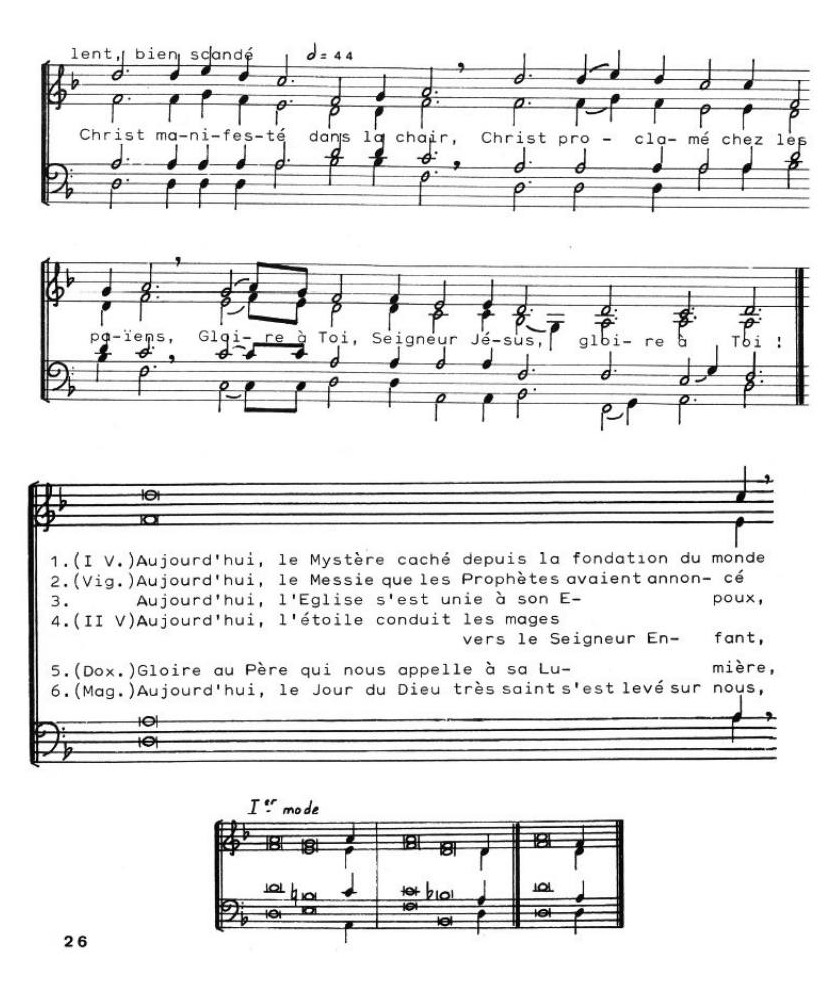 lent, bien scandé 𝅗𝅥 = 44
Christ ma-ni-fes-té dans la chair, Christ pro - cla- mé chez les
pa-ïens, Gloi- re à Toi, Seigneur Jé-sus, gloi- re à Toi !
1.(I V.)Aujourd'hui, le Mystère caché depuis la fondation du monde
2.(Vig.)Aujourd'hui, le Messie que les Prophètes avaient annon- cé
3. Aujourd'hui, l'Eglise s'est unie à son E- poux,
4.(II V)Aujourd'hui, l'étoile conduit les mages
vers le Seigneur En- fant,
5.(Dox.)Gloire au Père qui nous appelle à sa Lu- mière,
6.(Mag.)Aujourd'hui, le Jour du Dieu très saint s'est levé sur nous,
Ier mode
26